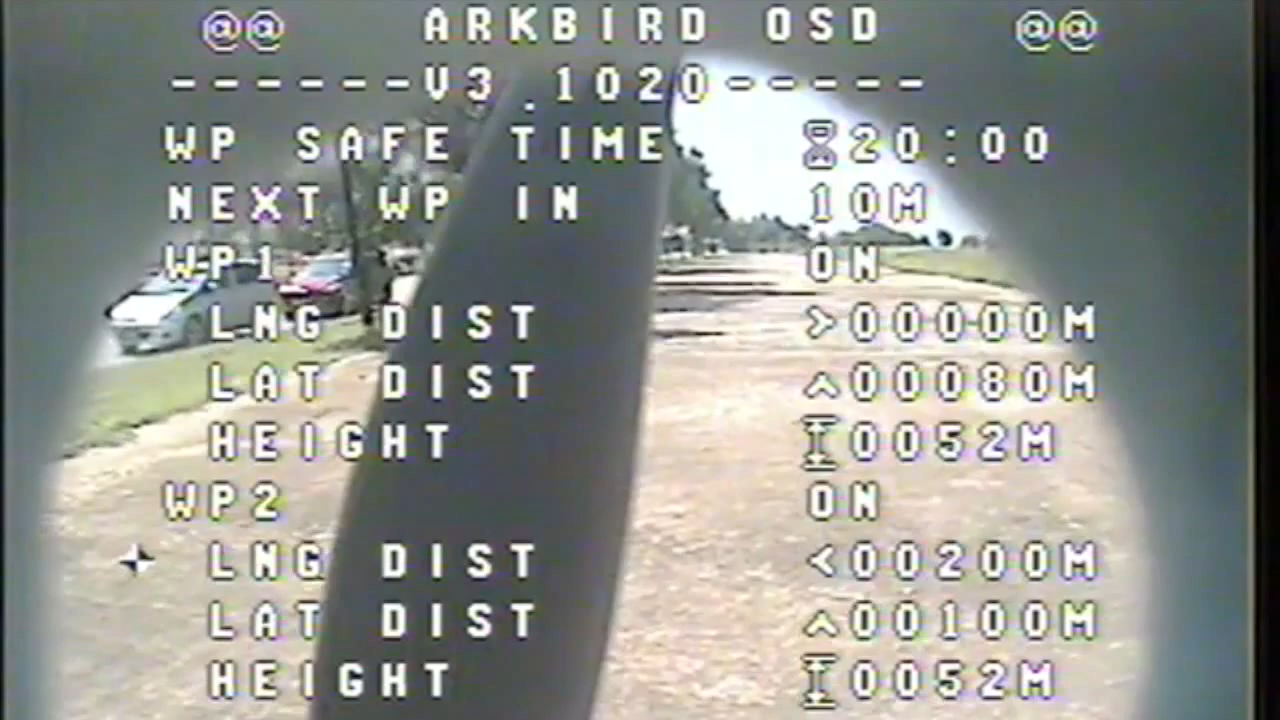 @@ ARKBIRD OSD @@
------V3.1020-----
WP SAFE TIME 20:00
NEXT WP IN 10M
WP1 ON
LNG DIST >00000M
LAT DIST ^00080M
HEIGHT 0052M
WP2 ON
LNG DIST <00200M
LAT DIST ^00100M
HEIGHT 0052M